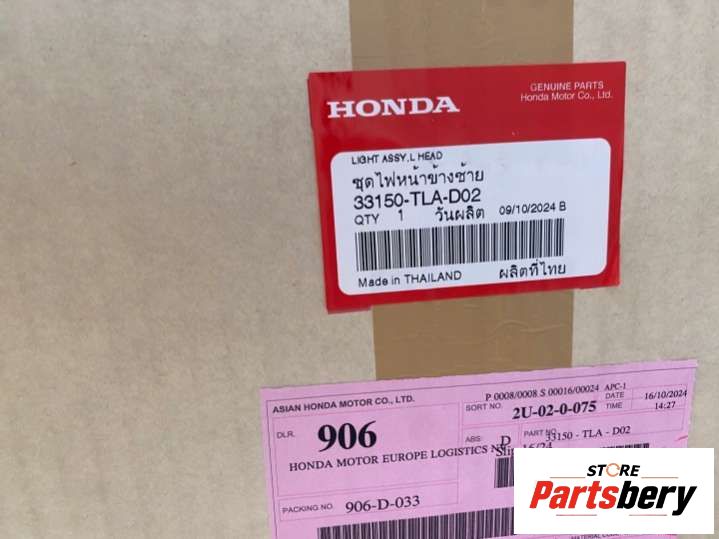 GENUINE PARTS
HONDA
Honda Motor Co., Ltd.
LIGHT ASSY,L HEAD
ชุดไฟหน้าข้างซ้าย
33150-TLA-D02
QTY 1 วันผลิต 09/10/2024 B
Made in THAILAND ผลิตที่ไทย
ASIAN HONDA MOTOR CO., LTD.
P 0008/0008 S 00016/00024 APC-1
SORT NO. 2U-02-0-075
DATE 16/10/2024
TIME 14:27
DLR. 906
ABS: D
PART NO.
33150 - TLA - D02
HONDA MOTOR EUROPE LOGISTICS NV
16/24
PACKING NO. 906-D-033
STORE
Partsbery